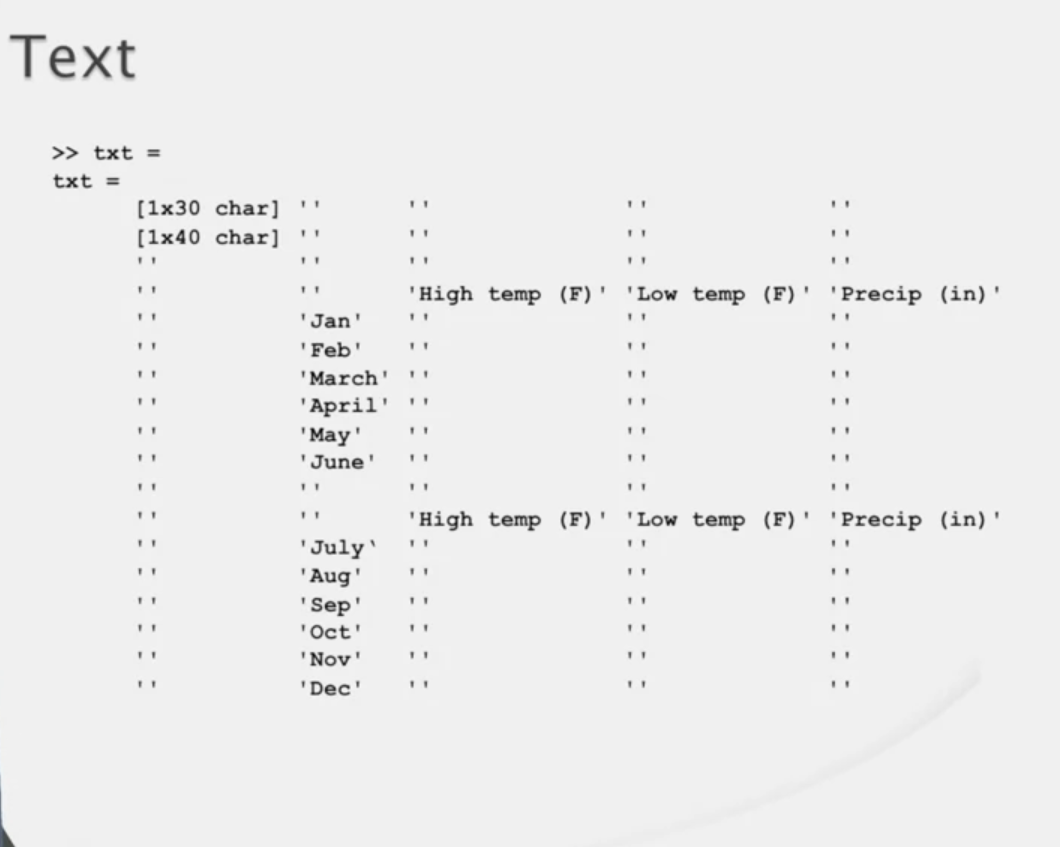 Text
>> txt =
txt =
[1x30 char] '' '' '' ''
[1x40 char] '' '' '' ''
'' '' '' '' ''
'' '' 'High temp (F)' 'Low temp (F)' 'Precip (in)'
'' 'Jan' '' '' ''
'' 'Feb' '' '' ''
'' 'March' '' '' ''
'' 'April' '' '' ''
'' 'May' '' '' ''
'' 'June' '' '' ''
'' '' '' '' ''
'' '' 'High temp (F)' 'Low temp (F)' 'Precip (in)'
'' 'July` '' '' ''
'' 'Aug' '' '' ''
'' 'Sep' '' '' ''
'' 'Oct' '' '' ''
'' 'Nov' '' '' ''
'' 'Dec' '' '' ''